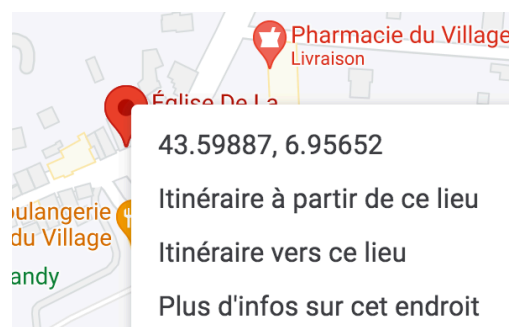 Pharmacie du Village
Livraison
Église De La
43.59887, 6.95652
Itinéraire à partir de ce lieu
oulangerie
du Village
Itinéraire vers ce lieu
andy
Plus d'infos sur cet endroit